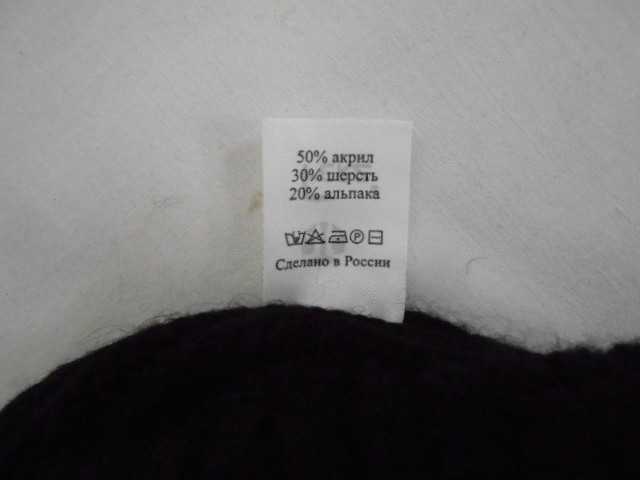 50% акрил
30% шерсть
20% альпака
Сделано в России